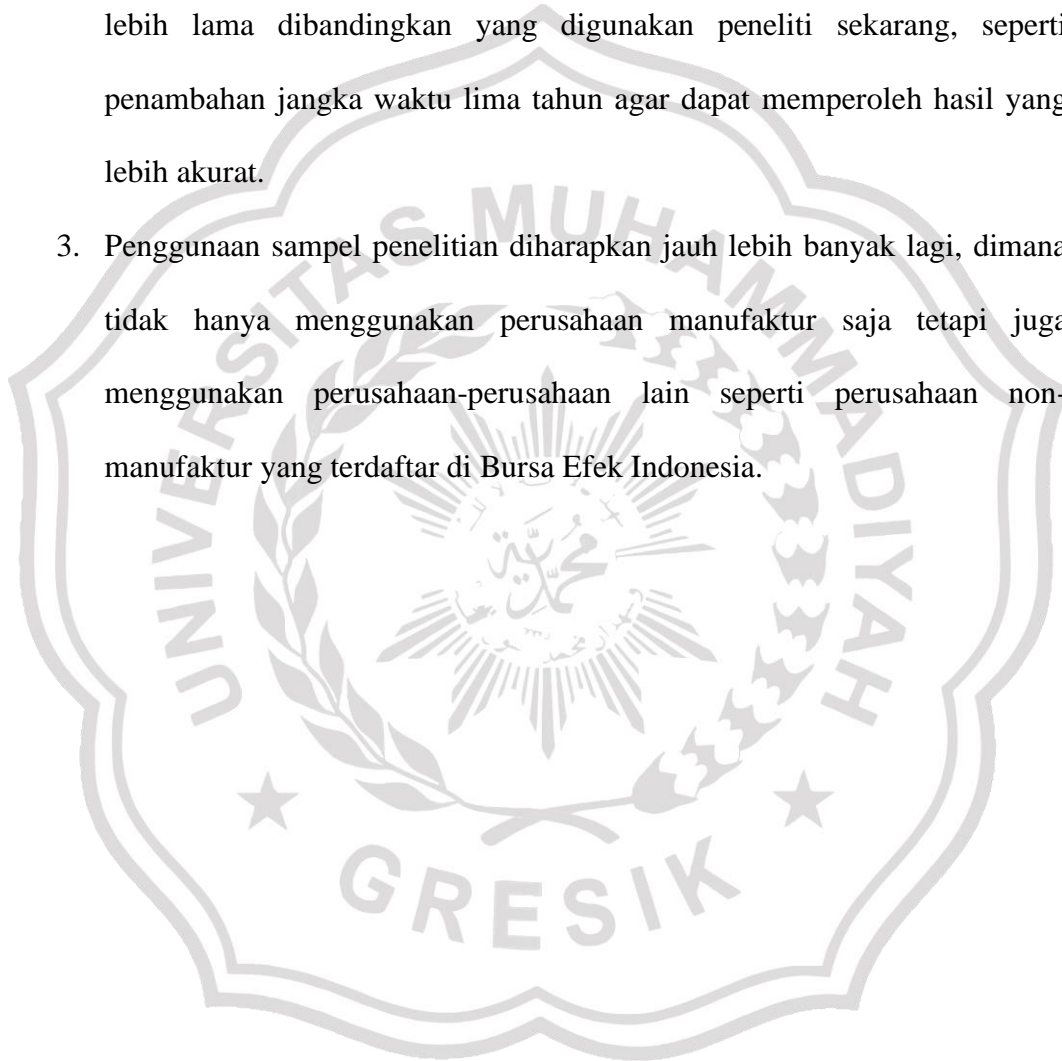 lebih lama dibandingkan yang digunakan peneliti sekarang, seperti
penambahan jangka waktu lima tahun agar dapat memperoleh hasil yang
lebih akurat.
3. Penggunaan sampel penelitian diharapkan jauh lebih banyak lagi, dimana
tidak hanya menggunakan perusahaan manufaktur saja tetapi juga
menggunakan perusahaan-perusahaan lain seperti perusahaan non-
manufaktur yang terdaftar di Bursa Efek Indonesia.
UNIVERSITAS MUHAMMADIYAH
GRESIK